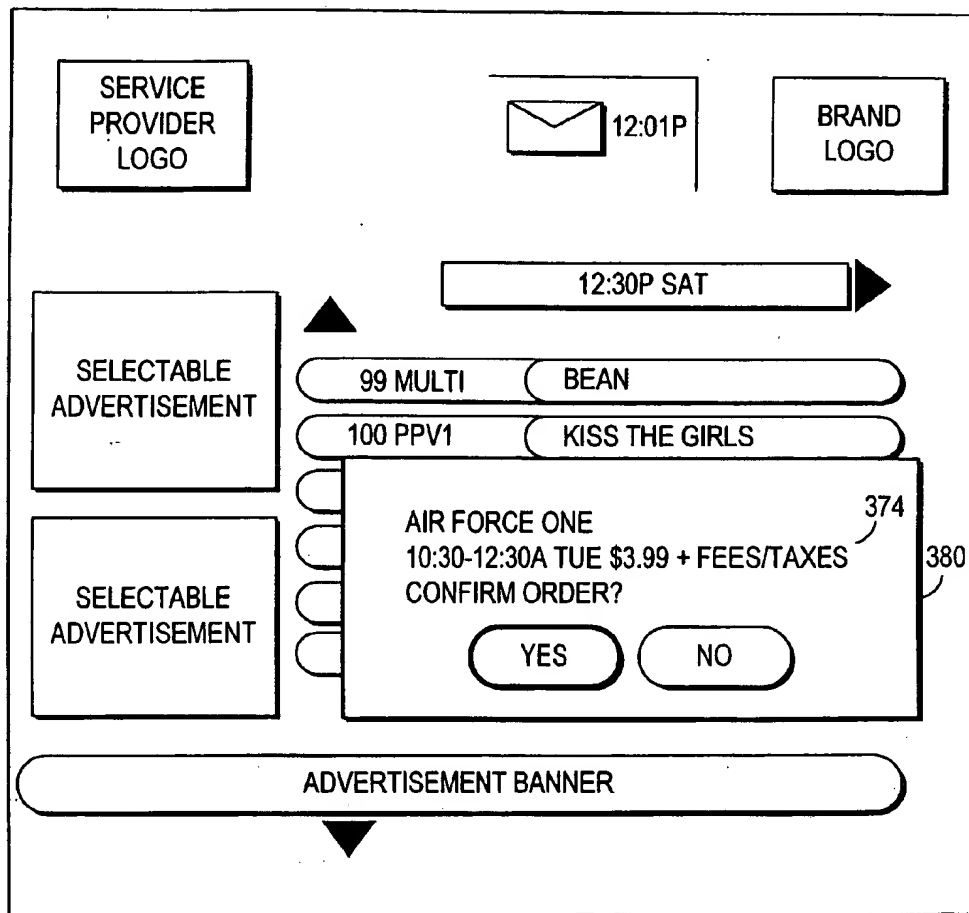 SERVICE
PROVIDER
LOGO
12:01P
BRAND
LOGO
12:30P SAT
SELECTABLE
ADVERTISEMENT
99 MULTI
BEAN
100 PPV1
KISS THE GIRLS
374
AIR FORCE ONE
10:30-12:30A TUE $3.99 + FEES/TAXES
380
CONFIRM ORDER?
SELECTABLE
ADVERTISEMENT
YES
NO
ADVERTISEMENT BANNER